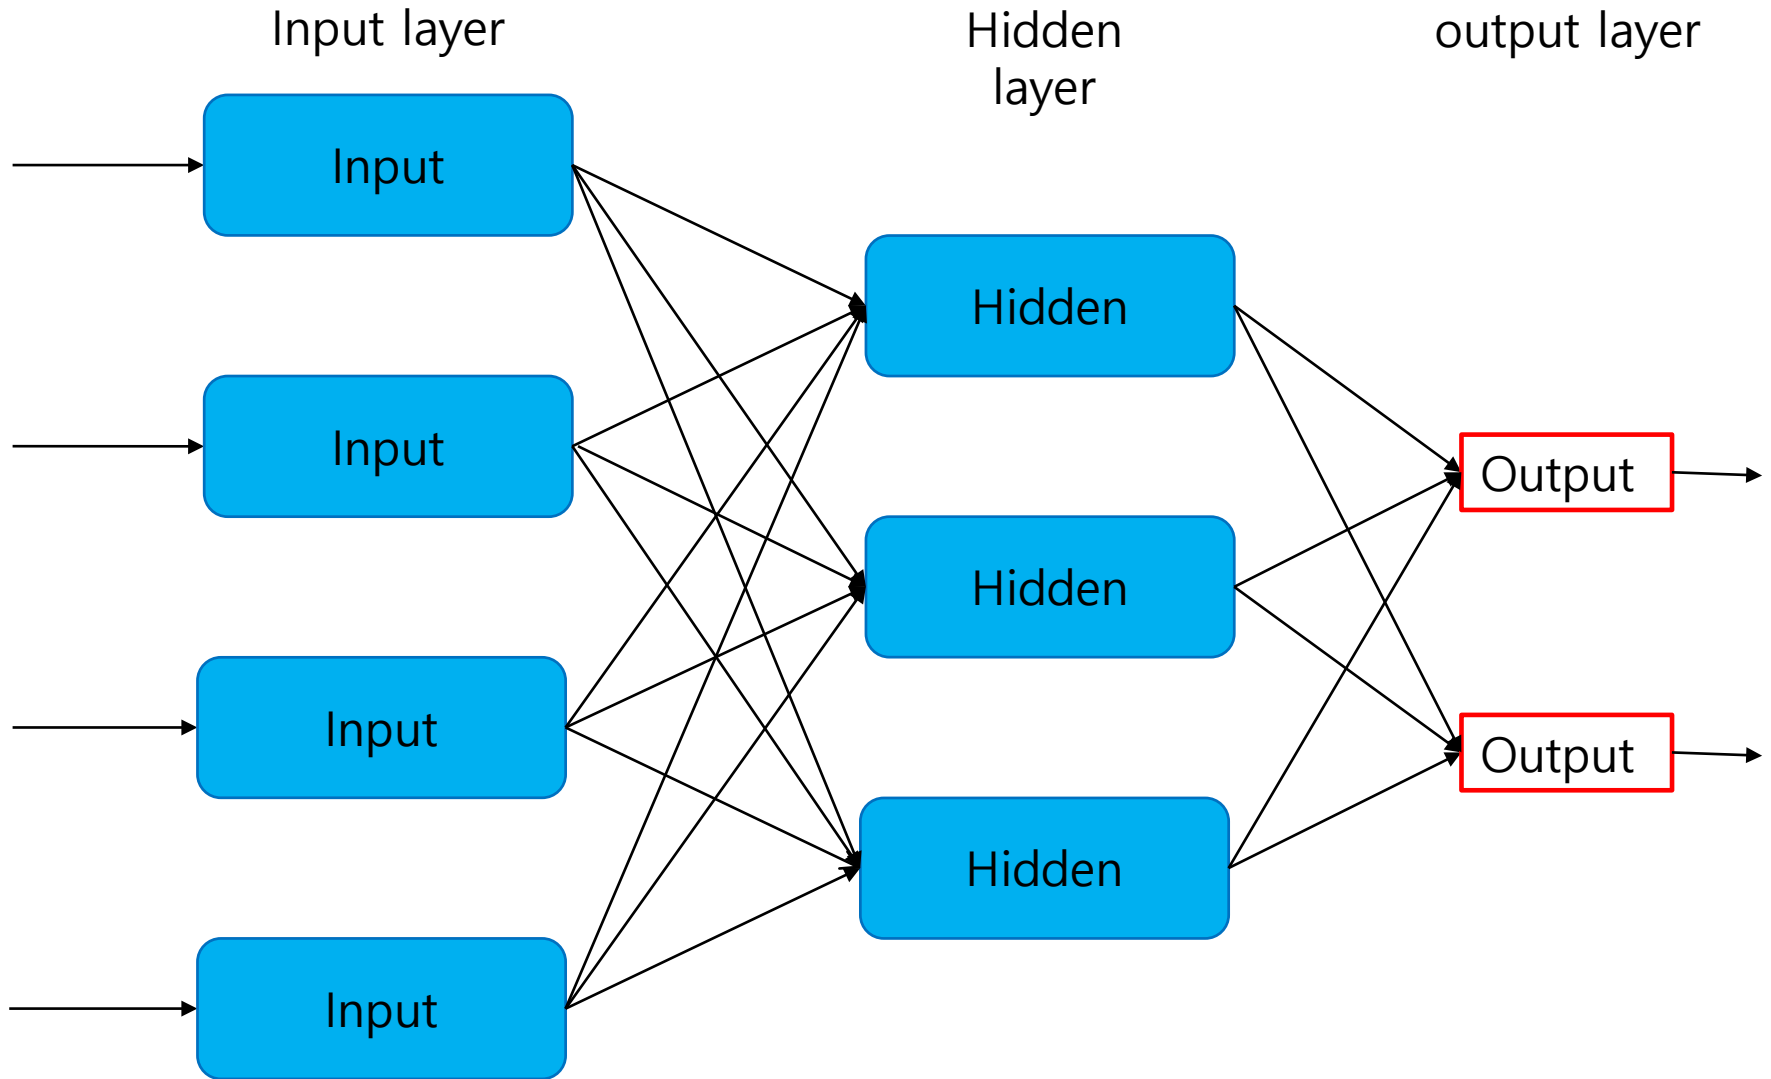 Input layer
Hidden
layer
output layer
Input
Input
Input
Input
Hidden
Hidden
Hidden
Output
Output